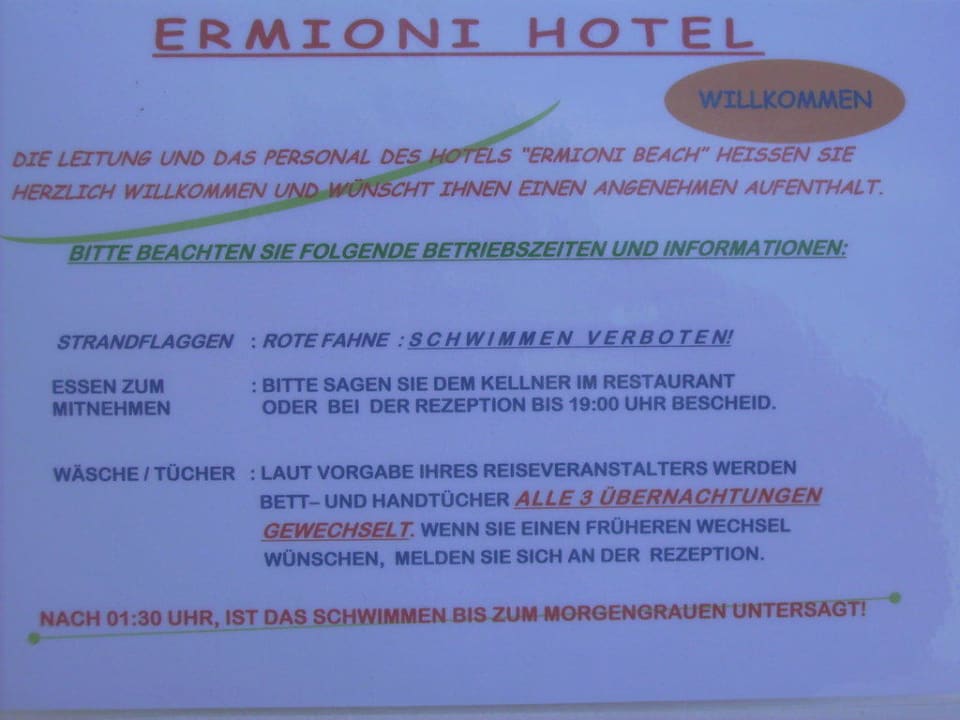 ERMIONI HOTEL
WILLKOMMEN
DIE LEITUNG UND DAS PERSONAL DES HOTELS "ERMIONI BEACH" HEISSEN SIE
HERZLICH WILLKOMMEN UND WÜNSCHT IHNEN EINEN ANGENEHMEN AUFENTHALT.
BITTE BEACHTEN SIE FOLGENDE BETRIEBSZEITEN UND INFORMATIONEN:
STRANDFLAGGEN : ROTE FAHNE : SCHWIMMEN VERBOTEN!
ESSEN ZUM : BITTE SAGEN SIE DEM KELLNER IM RESTAURANT
MITNEHMEN ODER BEI DER REZEPTION BIS 19:00 UHR BESCHEID.
WÄSCHE / TÜCHER : LAUT VORGABE IHRES REISEVERANSTALTERS WERDEN
BETT– UND HANDTÜCHER ALLE 3 ÜBERNACHTUNGEN
GEWECHSELT. WENN SIE EINEN FRÜHEREN WECHSEL
WÜNSCHEN, MELDEN SIE SICH AN DER REZEPTION.
NACH 01:30 UHR, IST DAS SCHWIMMEN BIS ZUM MORGENGRAUEN UNTERSAGT!